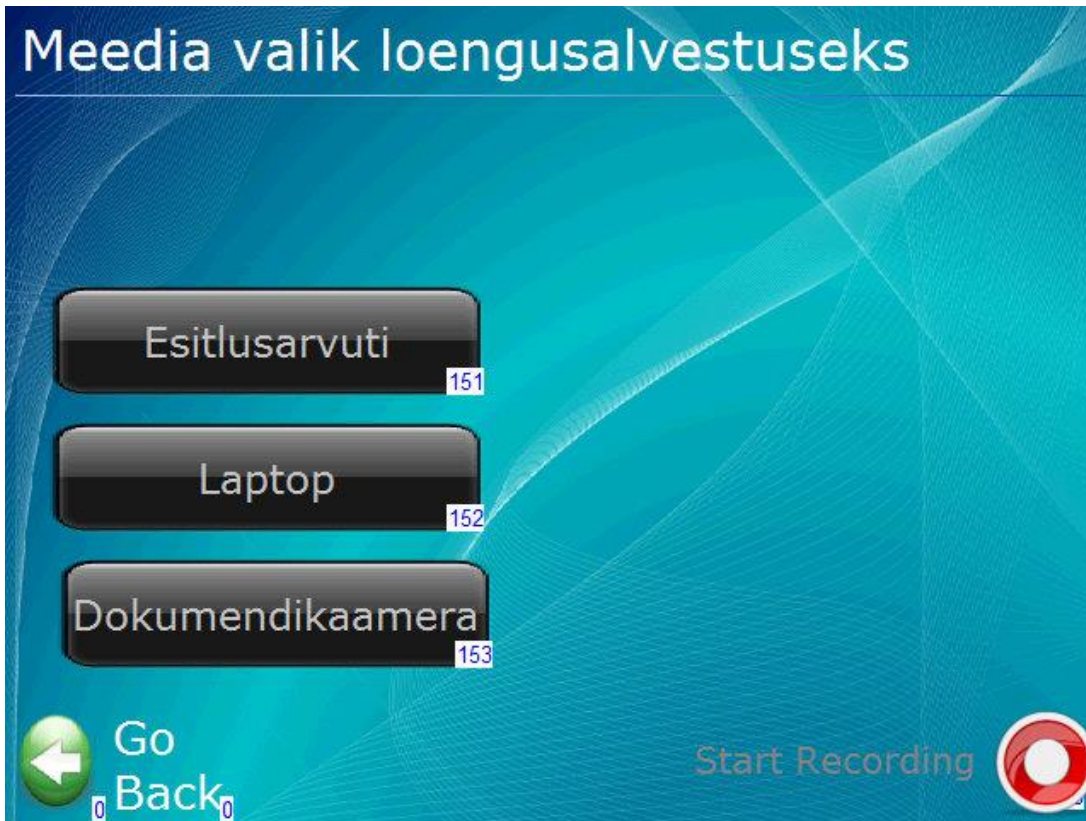 Meedia valik loengusalvestuseks
Esitlusarvuti
151
Laptop
152
Dokumendikaamera
153
Go
Back
0
0
Start Recording